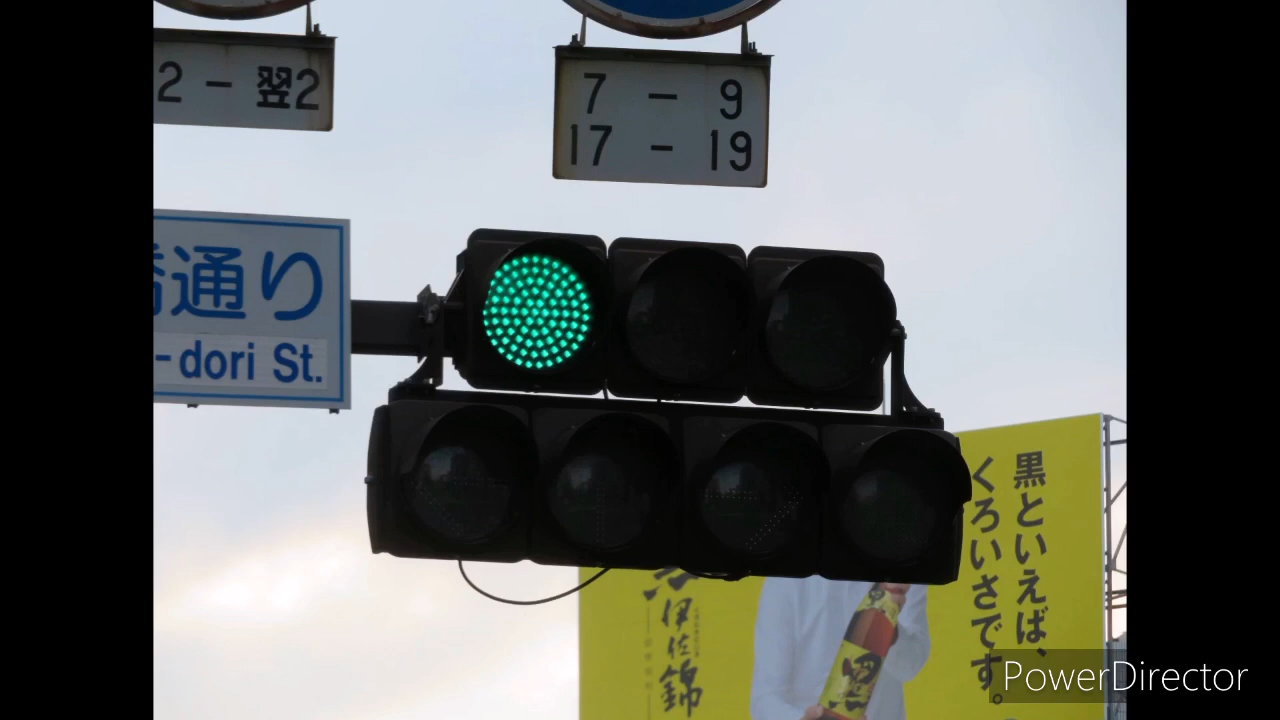 2 - 翌2
7 - 9
17 - 19
通り
-dori St.
黒といえば、
くろいさです。
伊佐錦
黒
PowerDirector